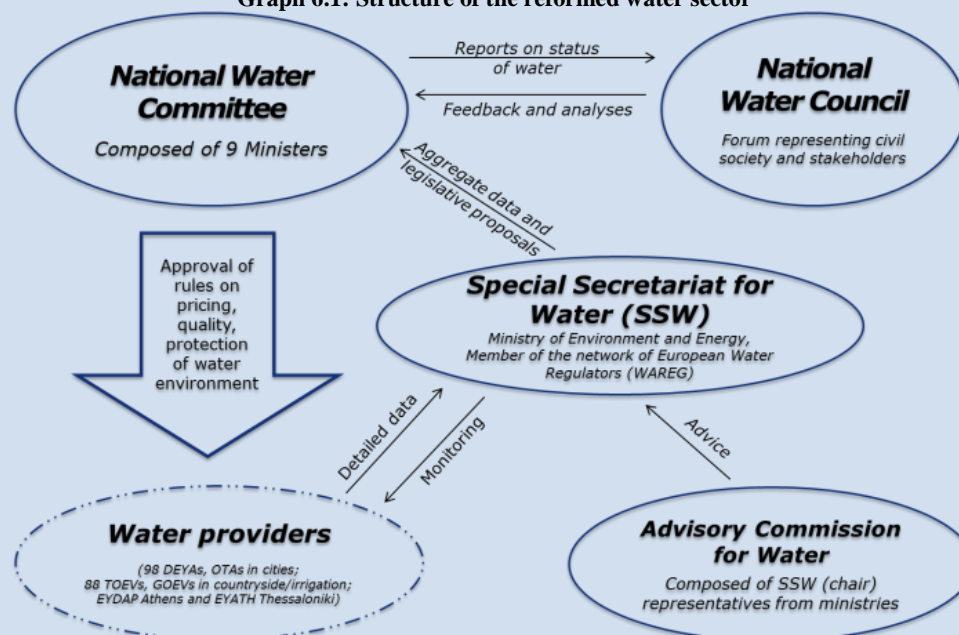 Graph 6.1: Structure of the reformed water sector
National Water
Committee
Composed of 9 Ministers
Reports on status
of water
Feedback and analyses
National
Water Council
Forum representing civil
society and stakeholders
Aggregate data and
legislative proposals
Approval of
rules on
pricing,
quality,
protection
of water
environment
Special Secretariat for
Water (SSW)
Ministry of Environment and Energy,
Member of the network of European Water
Regulators (WAREG)
Detailed data
Monitoring
Advice
Water providers
(98 DEYAs, OTAs in cities;
88 TOEVs, GOEVs in countryside/irrigation;
EYDAP Athens and EYATH Thessaloniki)
Advisory Commission
for Water
Composed of SSW (chair)
representatives from ministries